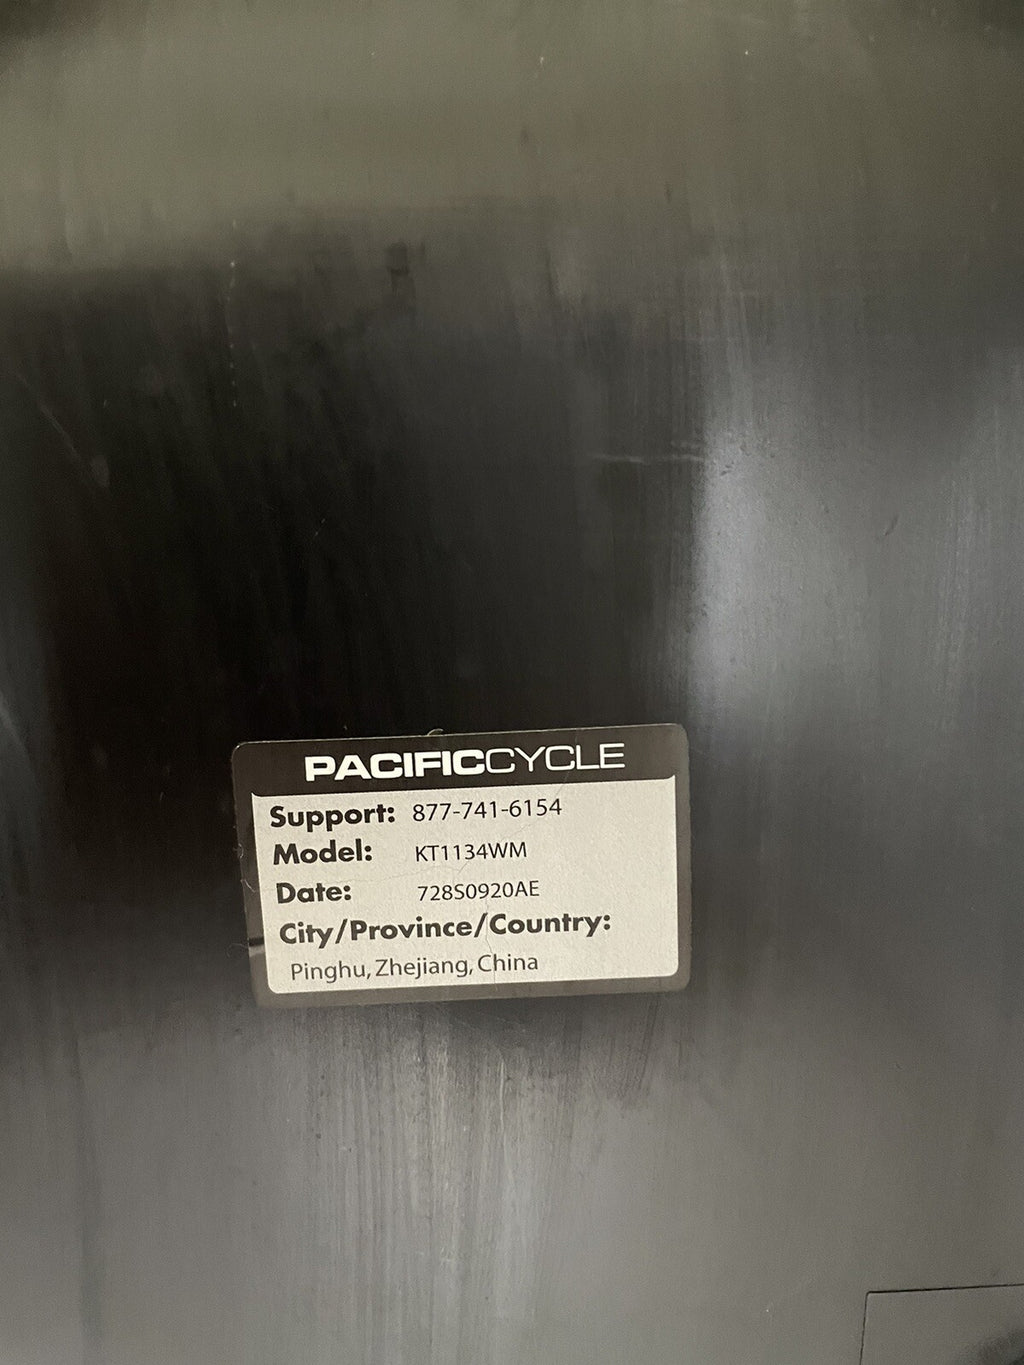 PACIFICCYCLE
Support: 877-741-6154
Model: KT1134WM
Date: 728S0920AE
City/Province/Country:
Pinghu, Zhejiang, China